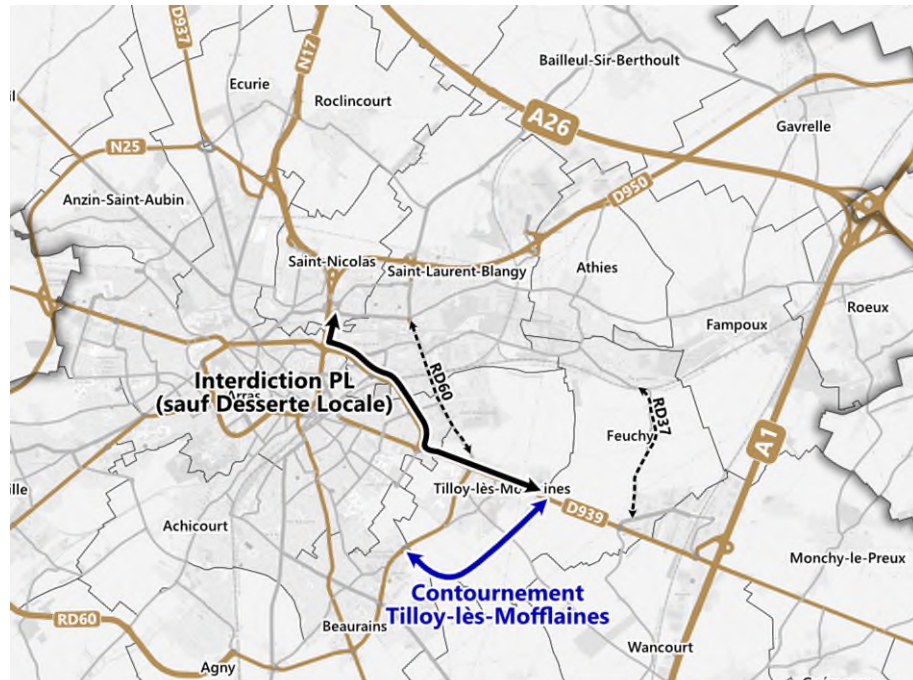 D937
N17
Ecurie
Roclincourt
Bailleul-Sir-Berthoult
A26
Gavrelle
N25
Anzin-Saint-Aubin
D950
Saint-Nicolas
Saint-Laurent-Blangy
Athies
Roeux
Fampoux
RD60
Interdiction PL
(sauf Desserte Locale)
Arras
RD37
Feuchy
A1
Tilloy-lès-Mofflaines
D939
Achicourt
Monchy-le-Preux
Contournement
Tilloy-lès-Mofflaines
Beaurains
RD60
Wancourt
Agny